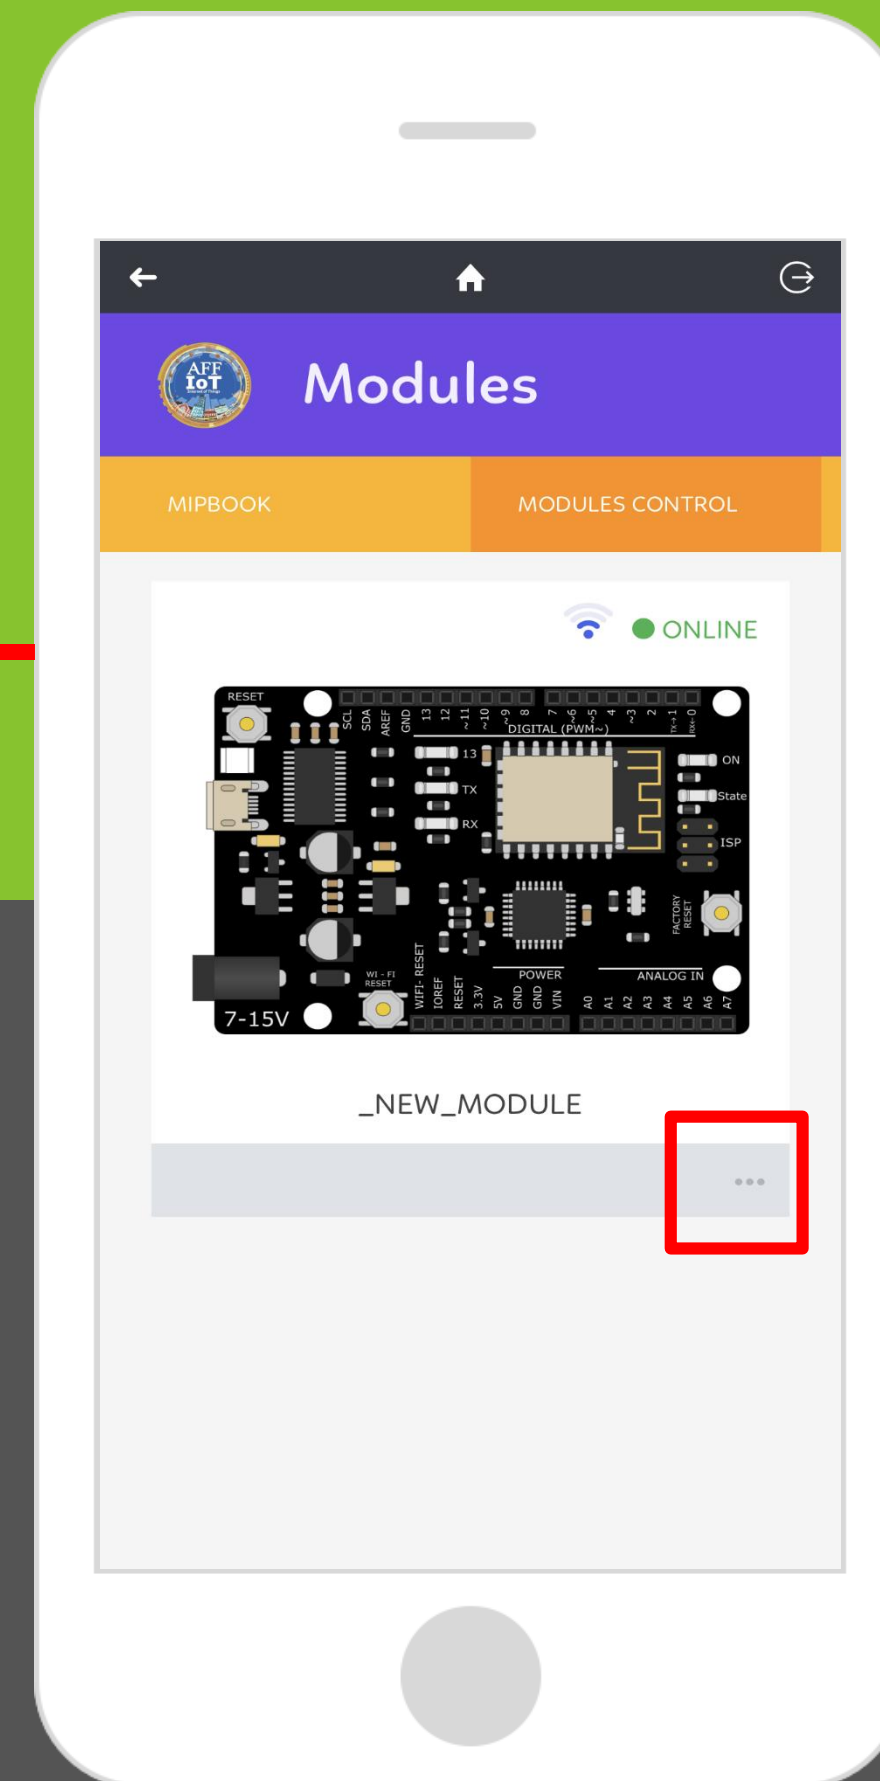 AFF
IoT
Modules
MIPBOOK
MODULES CONTROL
ONLINE
RESET
SCL
SDA
AREF
GND
13
12
~11
~10
~9
8
7
~6
~5
4
~3
2
TX→1
RX←0
DIGITAL (PWM~)
13
TX
RX
ON
State
ISP
FACTORY
RESET
7-15V
WI - FI
RESET
WIFI- RESET
IOREF
RESET
3.3V
5V
GND
GND
VIN
POWER
ANALOG IN
A0
A1
A2
A3
A4
A5
A6
A7
_NEW_MODULE